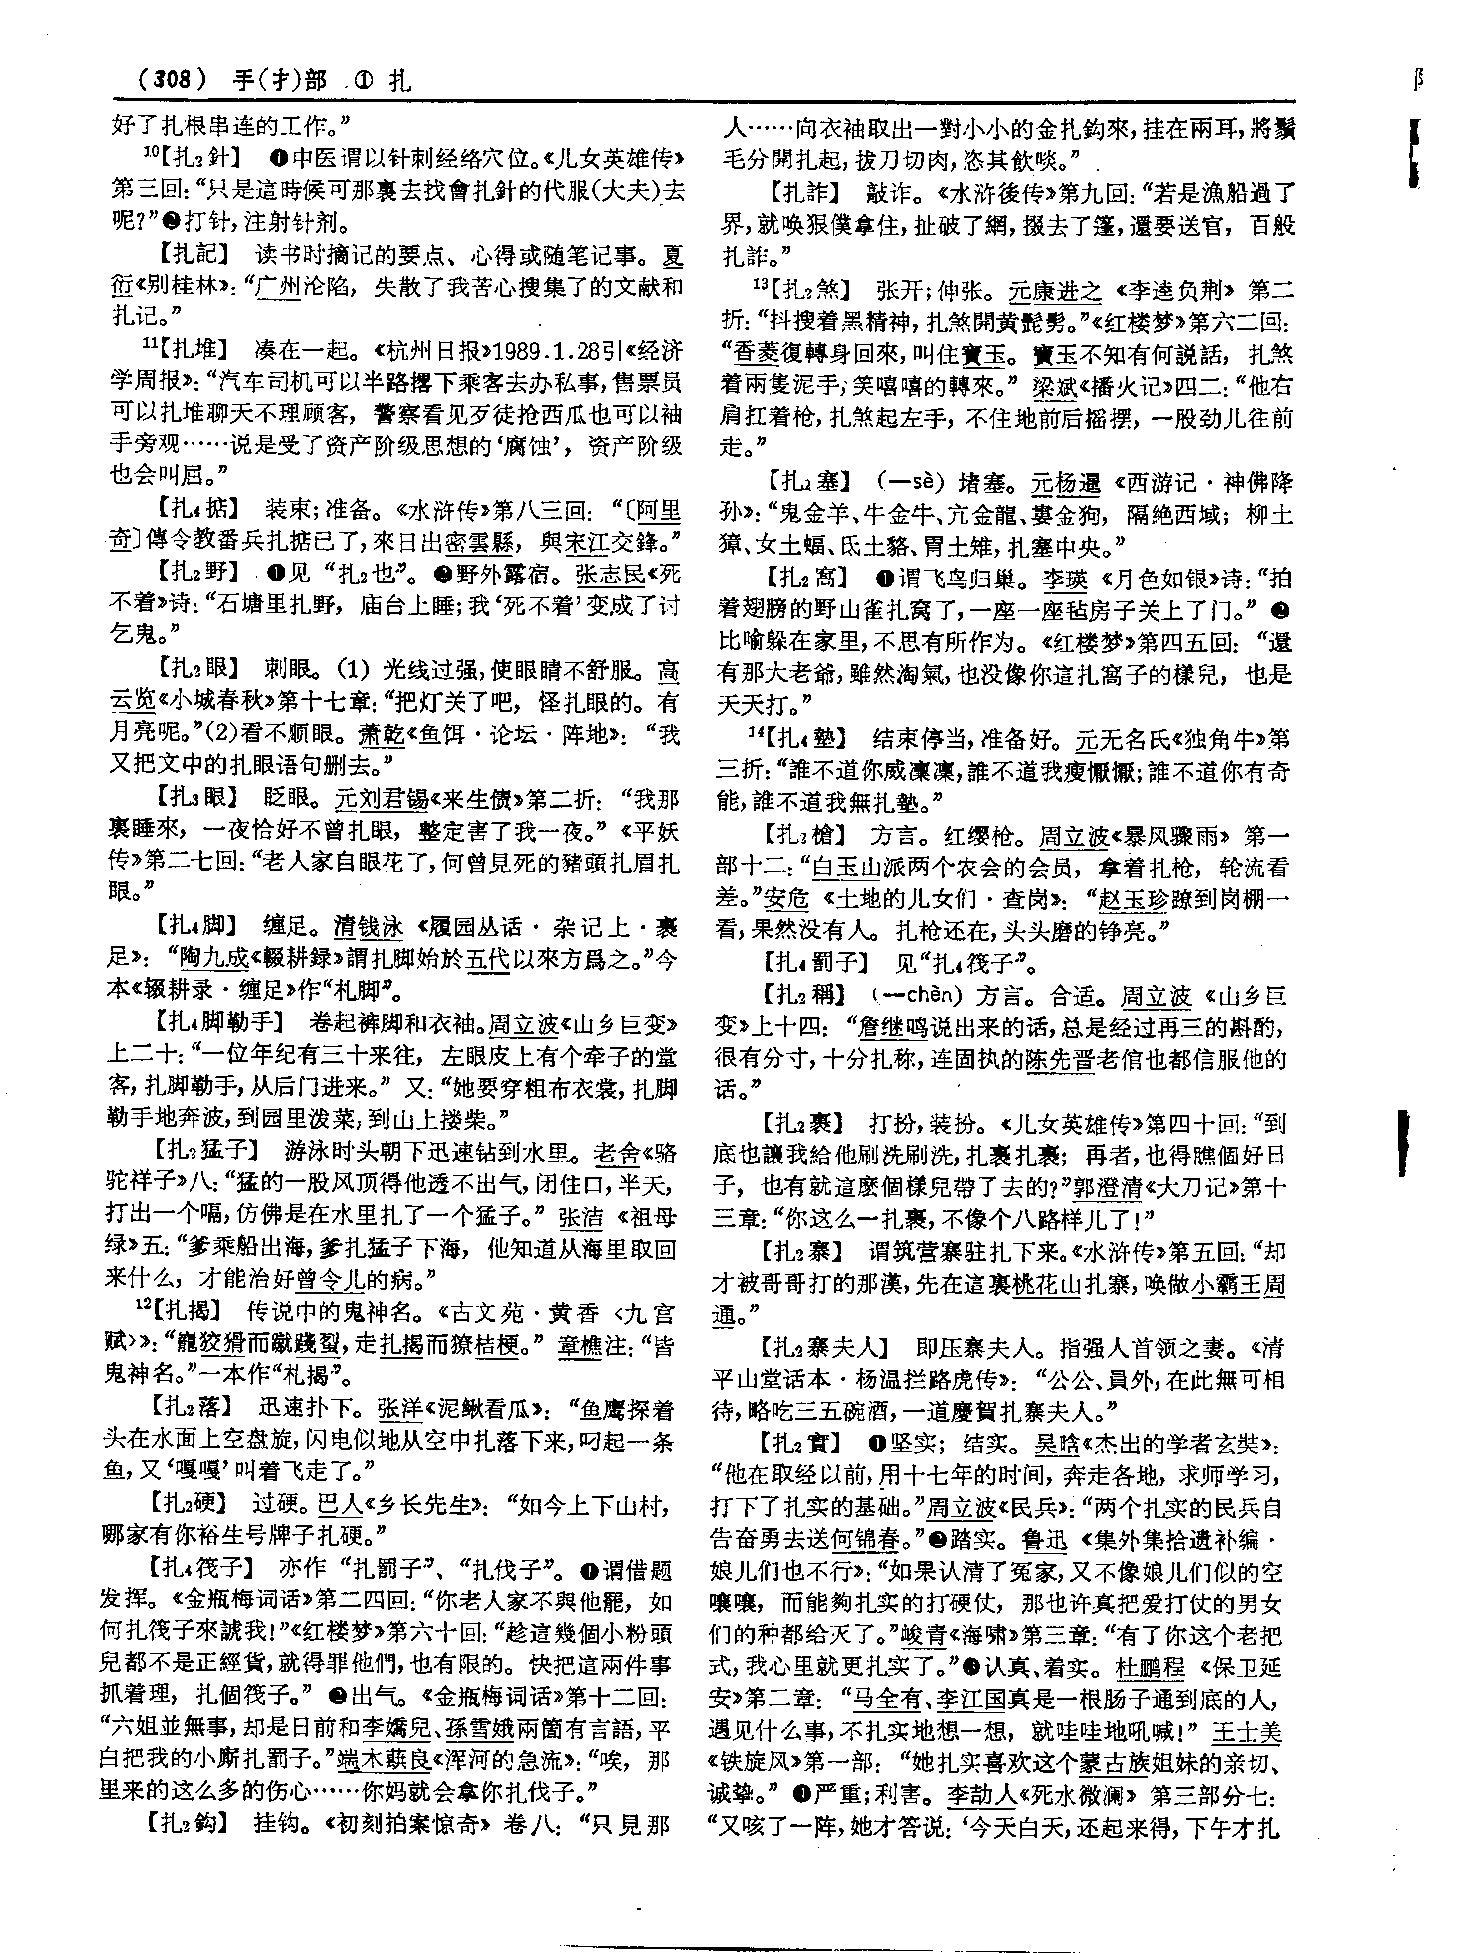 (308) 手(扌)部 ① 扎
好了扎根串连的工作。”
10【扎2針】 ❶中医谓以针刺经络穴位。《儿女英雄传》
第三回：“只是這時候可那裏去找會扎針的代服(大夫)去
呢？”❷打针，注射针剂。
【扎記】 读书时摘记的要点、心得或随笔记事。夏
衍《别桂林》：“广州沦陷，失散了我苦心搜集了的文献和
扎记。”
11【扎堆】 凑在一起。《杭州日报》1989.1.28引《经济
学周报》：“汽车司机可以半路撂下乘客去办私事，售票员
可以扎堆聊天不理顾客，警察看见歹徒抢西瓜也可以袖
手旁观……说是受了资产阶级思想的‘腐蚀’，资产阶级
也会叫屈。”
【扎4掂】 装束；准备。《水浒传》第八三回：“〔阿里
奇〕傳令教番兵扎掂已了，來日出密雲縣，與宋江交鋒。”
【扎2野】 ❶见“扎2也”。❷野外露宿。张志民《死
不着》诗：“石塘里扎野，庙台上睡；我‘死不着’变成了讨
乞鬼。”
【扎2眼】 刺眼。(1) 光线过强，使眼睛不舒服。高
云览《小城春秋》第十七章：“把灯关了吧，怪扎眼的。有
月亮呢。”(2)看不顺眼。萧乾《鱼饵·论坛·阵地》：“我
又把文中的扎眼语句删去。”
【扎3眼】 眨眼。元刘君锡《来生债》第二折：“我那
裏睡來，一夜恰好不曾扎眼，整定害了我一夜。”《平妖
传》第二七回：“老人家自眼花了，何曾見死的豬頭扎眉扎
眼。”
【扎4脚】 缠足。清钱泳《履园丛话·杂记上·裹
足》：“陶九成《輟耕録》謂扎脚始於五代以來方爲之。”今
本《辍耕录·缠足》作“札脚”。
【扎4脚勒手】 卷起裤脚和衣袖。周立波《山乡巨变》
上二十：“一位年纪有三十来往，左眼皮上有个牵子的堂
客，扎脚勒手，从后门进来。”又：“她要穿粗布衣裳，扎脚
勒手地奔波，到园里泼菜，到山上搂柴。”
【扎2猛子】 游泳时头朝下迅速钻到水里。老舍《骆
驼祥子》八：“猛的一股风顶得他透不出气，闭住口，半天，
打出一个嗝，仿佛是在水里扎了一个猛子。”张洁《祖母
绿》五：“爹乘船出海，爹扎猛子下海，他知道从海里取回
来什么，才能治好曾令儿的病。”
12【扎揭】 传说中的鬼神名。《古文苑·黄香〈九宫
赋〉》：“龍狡猾而蹴踐裂，走扎揭而獠桔梗。”章樵注：“皆
鬼神名。”一本作“札揭”。
【扎2落】 迅速扑下。张洋《泥鳅看瓜》：“鱼鹰探着
头在水面上空盘旋，闪电似地从空中扎落下来，叼起一条
鱼，又‘嘎嘎’叫着飞走了。”
【扎2硬】 过硬。巴人《乡长先生》：“如今上下山村，
哪家有你裕生号牌子扎硬。”
【扎4筏子】 亦作“扎罰子”、“扎伐子”。❶谓借题
发挥。《金瓶梅词话》第二四回：“你老人家不與他罷，如
何扎筏子來諕我！”《红楼梦》第六十回：“趁這幾個小粉頭
兒都不是正經貨，就得罪他們，也有限的。快把這兩件事
抓着理，扎個筏子。”❷出气。《金瓶梅词话》第十二回：
“六姐並無事，却是日前和李嬌兒、孫雪娥兩箇有言語，平
白把我的小廝扎罰子。”端木蕻良《浑河的急流》：“唉，那
里来的这么多的伤心……你妈就会拿你扎伐子。”
【扎2鈎】 挂钩。《初刻拍案惊奇》卷八：“只見那
人……向衣袖取出一對小小的金扎鈎來，挂在兩耳，將鬚
毛分開扎起，拔刀切肉，恣其飲啖。”
【扎詐】 敲诈。《水浒後传》第九回：“若是漁船過了
界，就唤狠僕拿住，扯破了網，掇去了篷，還要送官，百般
扎詐。”
13【扎2煞】 张开；伸张。元康进之《李逵负荆》第二
折：“抖搜着黑精神，扎煞開黄髭髣。”《红楼梦》第六二回：
“香菱復轉身回來，叫住寶玉。寶玉不知有何説話，扎煞
着兩隻泥手，笑嘻嘻的轉來。”梁斌《播火记》四二：“他右
肩扛着枪，扎煞起左手，不住地前后摇摆，一股劲儿往前
走。”
【扎2塞】 (—sè) 堵塞。元杨暹《西游记·神佛降
孙》：“鬼金羊、牛金牛、亢金龍、婁金狗，隔绝西域；柳土
獐、女土蝠、氐土貉、胃土雉，扎塞中央。”
【扎2窩】 ❶谓飞鸟归巢。李瑛《月色如银》诗：“拍
着翅膀的野山雀扎窝了，一座一座毡房子关上了门。”❷
比喻躲在家里，不思有所作为。《红楼梦》第四五回：“還
有那大老爺，雖然淘氣，也没像你這扎窩子的樣兒，也是
天天打。”
14【扎4墊】 结束停当，准备好。元无名氏《独角牛》第
三折：“誰不道你威凜凜，誰不道我瘦懨懨；誰不道你有奇
能，誰不道我無扎墊。”
【扎2槍】 方言。红缨枪。周立波《暴风骤雨》第一
部十二：“白玉山派两个农会的会员，拿着扎枪，轮流看
差。”安危《土地的儿女们·查岗》：“赵玉珍蹽到岗棚一
看，果然没有人。扎枪还在，头头磨的铮亮。”
【扎4罰子】 见“扎4筏子”。
【扎2稱】 (—chèn) 方言。合适。周立波《山乡巨
变》上十四：“詹继鸣说出来的话，总是经过再三的斟酌，
很有分寸，十分扎称，连固执的陈先晋老倌也都信服他的
话。”
【扎2裹】 打扮，装扮。《儿女英雄传》第四十回：“到
底也讓我給他刷洗刷洗，扎裹扎裹；再者，也得瞧個好日
子，也有就這麽個樣兒帶了去的？”郭澄清《大刀记》第十
三章：“你这么一扎裹，不像个八路样儿了！”
【扎2寨】 谓筑营寨驻扎下来。《水浒传》第五回：“却
才被哥哥打的那漢，先在這裏桃花山扎寨，唤做小霸王周
通。”
【扎2寨夫人】 即压寨夫人。指强人首领之妻。《清
平山堂话本·杨温拦路虎传》：“公公、員外，在此無可相
待，略吃三五碗酒，一道慶賀扎寨夫人。”
【扎2實】 ❶坚实；结实。吴晗《杰出的学者玄奘》：
“他在取经以前，用十七年的时间，奔走各地，求师学习，
打下了扎实的基础。”周立波《民兵》：“两个扎实的民兵自
告奋勇去送何锦春。”❷踏实。鲁迅《集外集拾遗补编·
娘儿们也不行》：“如果认清了冤家，又不像娘儿们似的空
嚷嚷，而能夠扎实的打硬仗，那也许真把爱打仗的男女
们的种都给灭了。”峻青《海啸》第三章：“有了你这个老把
式，我心里就更扎实了。”❸认真、着实。杜鹏程《保卫延
安》第二章：“马全有、李江国真是一根肠子通到底的人，
遇见什么事，不扎实地想一想，就哇哇地吼喊！”王士美
《铁旋风》第一部：“她扎实喜欢这个蒙古族姐妹的亲切、
诚挚。”❹严重；利害。李劼人《死水微澜》第三部分七：
“又咳了一阵，她才答说：‘今天白天，还起来得，下午才扎